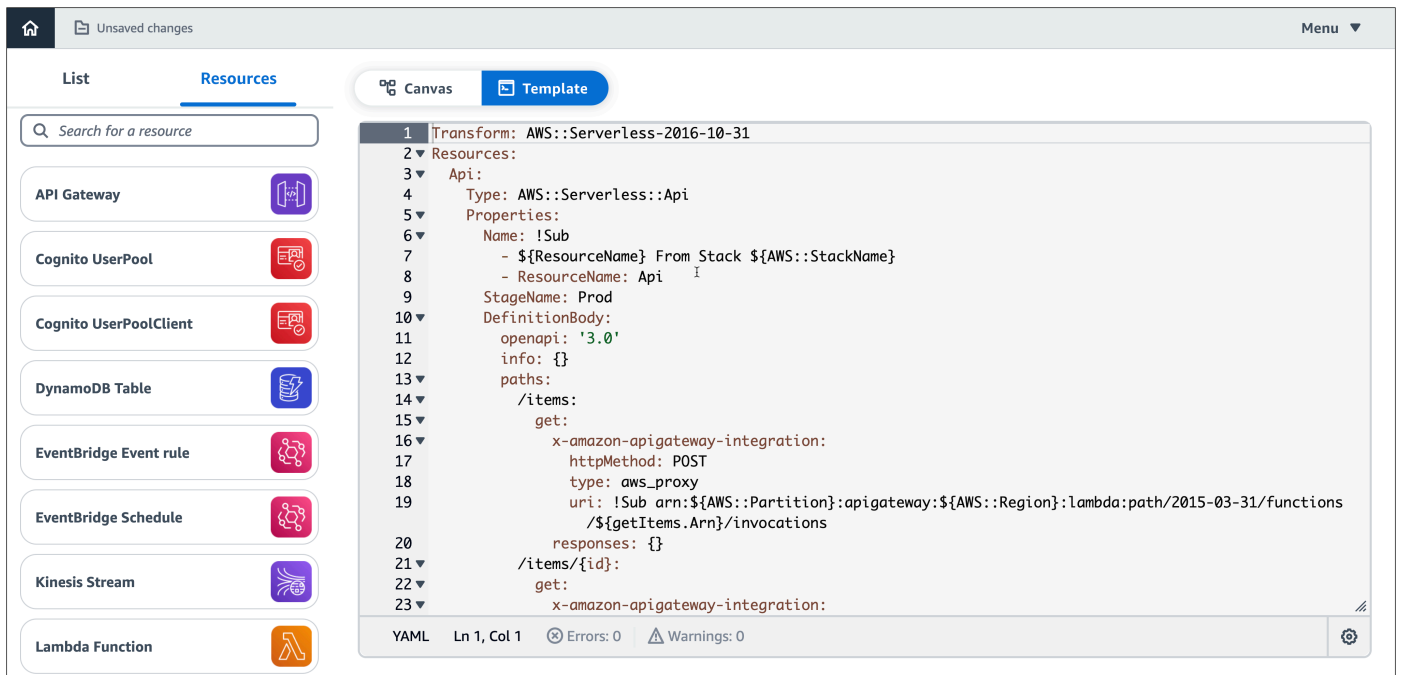 Unsaved changes
Menu
List
Resources
Search for a resource
API Gateway
Cognito UserPool
Cognito UserPoolClient
DynamoDB Table
EventBridge Event rule
EventBridge Schedule
Kinesis Stream
Lambda Function
Canvas
Template
1 Transform: AWS::Serverless-2016-10-31
2 Resources:
3 Api:
4 Type: AWS::Serverless::Api
5 Properties:
6 Name: !Sub
7 - ${ResourceName} From Stack ${AWS::StackName}
8 - ResourceName: Api
9 StageName: Prod
10 DefinitionBody:
11 openapi: '3.0'
12 info: {}
13 paths:
14 /items:
15 get:
16 x-amazon-apigateway-integration:
17 httpMethod: POST
18 type: aws_proxy
19 uri: !Sub arn:${AWS::Partition}:apigateway:${AWS::Region}:lambda:path/2015-03-31/functions
/${getItems.Arn}/invocations
20 responses: {}
21 /items/{id}:
22 get:
23 x-amazon-apigateway-integration:
YAML Ln 1, Col 1 Errors: 0 Warnings: 0